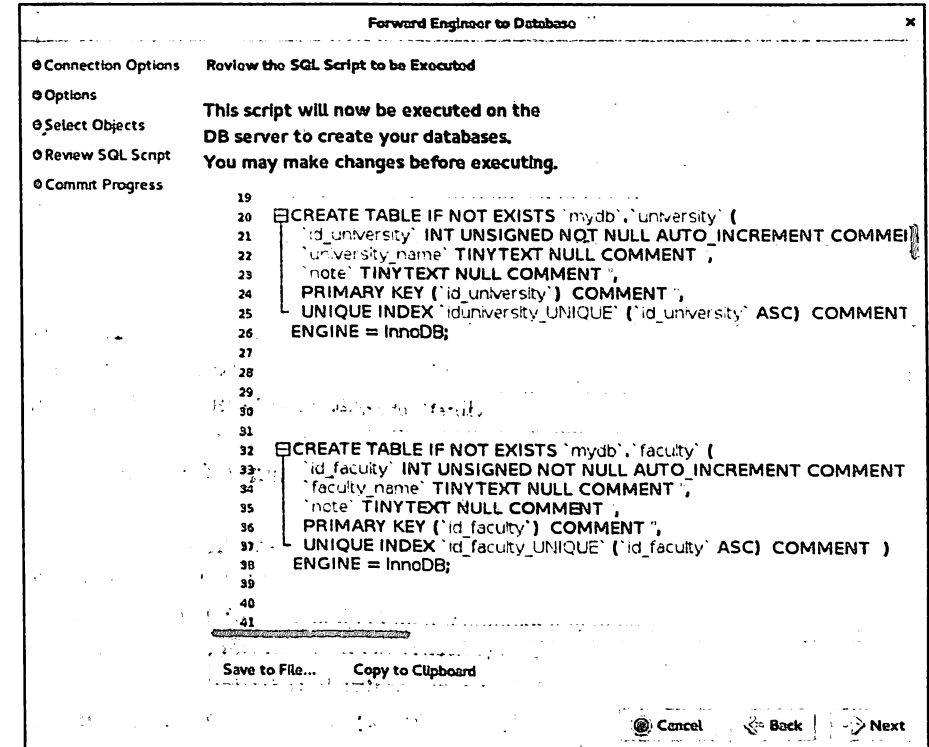 Forward Engineer to Database
Connection Options
Options
Select Objects
Review SQL Script
Commit Progress
Review the SQL Script to be Executed
This script will now be executed on the
DB server to create your databases.
You may make changes before executing.
19
20 CREATE TABLE IF NOT EXISTS `mydb`.`university` (
21 `id_university` INT UNSIGNED NOT NULL AUTO_INCREMENT COMMEI
22 `university_name` TINYTEXT NULL COMMENT '',
23 `note` TINYTEXT NULL COMMENT '',
24 PRIMARY KEY (`id_university`) COMMENT '',
25 UNIQUE INDEX `iduniversity_UNIQUE` (`id_university` ASC) COMMENT
26 ENGINE = InnoDB;
27
28
29
30 `faculty`
31
32 CREATE TABLE IF NOT EXISTS `mydb`.`faculty` (
33 `id_faculty` INT UNSIGNED NOT NULL AUTO_INCREMENT COMMENT
34 `faculty_name` TINYTEXT NULL COMMENT '',
35 `note` TINYTEXT NULL COMMENT '',
36 PRIMARY KEY (`id_faculty`) COMMENT '',
37 UNIQUE INDEX `id_faculty_UNIQUE` (`id_faculty` ASC) COMMENT )
38 ENGINE = InnoDB;
39
40
41
Save to File... Copy to Clipboard
Cancel Back Next